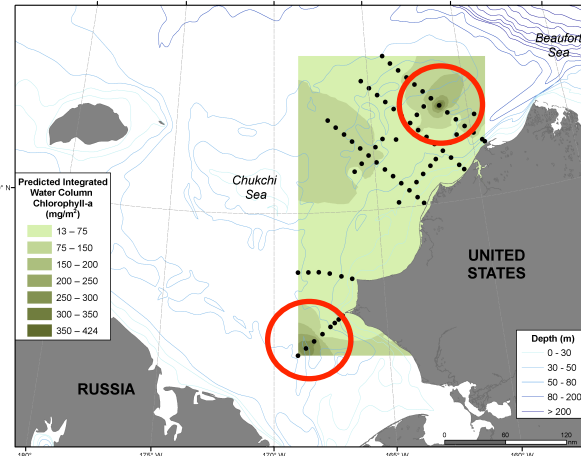 Beaufort
Sea
Chukchi
Sea
° N
Predicted Integrated
Water Column
Chlorophyll-a
(mg/m²)
13 – 75
75 – 150
150 – 200
200 – 250
250 – 300
300 – 350
350 – 424
UNITED
STATES
RUSSIA
Depth (m)
0 - 30
30 - 50
50 - 80
80 - 200
> 200
0 60 120
180° 175° W 170° W 165° W 160° W